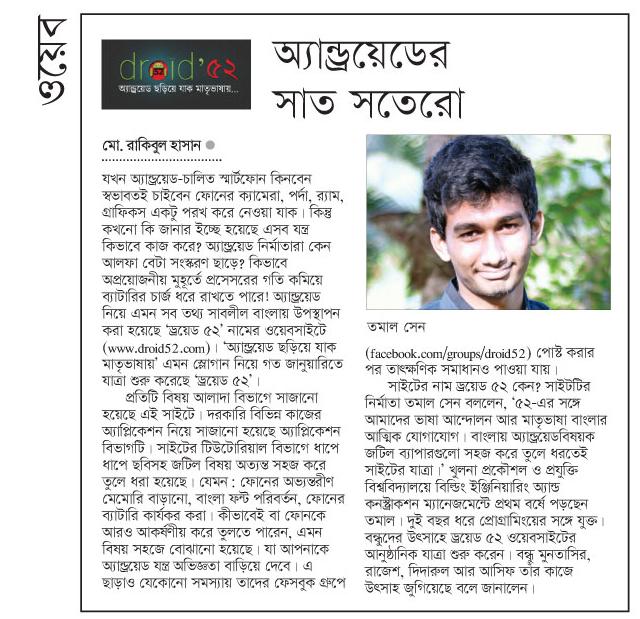 ওয়েব
droid'৫২
52
অ্যান্ড্রয়েড ছড়িয়ে যাক মাতৃভাষায়...
অ্যান্ড্রয়েডের
সাত সতেরো
মো. রাকিবুল হাসান
যখন অ্যান্ড্রয়েড-চালিত স্মার্টফোন কিনবেন
স্বভাবতই চাইবেন ফোনের ক্যামেরা, পর্দা, র‍্যাম,
গ্রাফিকস একটু পরখ করে নেওয়া যাক। কিন্তু
কখনো কি জানার ইচ্ছে হয়েছে এসব যন্ত্র
কিভাবে কাজ করে? অ্যান্ড্রয়েড নির্মাতারা কেন
আলফা বেটা সংস্করণ ছাড়ে? কিভাবে
অপ্রয়োজনীয় মুহূর্তে প্রসেসরের গতি কমিয়ে
ব্যাটারির চার্জ ধরে রাখতে পারে! অ্যান্ড্রয়েড
নিয়ে এমন সব তথ্য সাবলীল বাংলায় উপস্থাপন
করা হয়েছে 'ড্রয়েড ৫২' নামের ওয়েবসাইটে
(www.droid52.com)। 'অ্যান্ড্রয়েড ছড়িয়ে যাক
মাতৃভাষায়' এমন স্লোগান নিয়ে গত জানুয়ারিতে
যাত্রা শুরু করেছে 'ড্রয়েড ৫২'।
প্রতিটি বিষয় আলাদা বিভাগে সাজানো
হয়েছে এই সাইটে। দরকারি বিভিন্ন কাজের
অ্যাপ্লিকেশন নিয়ে সাজানো হয়েছে অ্যাপ্লিকেশন
বিভাগটি। সাইটের টিউটোরিয়াল বিভাগে ধাপে
ধাপে ছবিসহ জটিল বিষয় অত্যন্ত সহজ করে
তুলে ধরা হয়েছে। যেমন : ফোনের অভ্যন্তরীণ
মেমোরি বাড়ানো, বাংলা ফন্ট পরিবর্তন, ফোনের
ব্যাটারি কার্যকর করা। কীভাবেই বা ফোনকে
আরও আকর্ষণীয় করে তুলতে পারেন, এমন
বিষয় সহজে বোঝানো হয়েছে। যা আপনাকে
অ্যান্ড্রয়েড যন্ত্র অভিজ্ঞতা বাড়িয়ে দেবে। এ
ছাড়াও যেকোনো সমস্যায় তাদের ফেসবুক গ্রুপে
তমাল সেন
(facebook.com/groups/droid52) পোস্ট করার
পর তাৎক্ষণিক সমাধানও পাওয়া যায়।
সাইটের নাম ড্রয়েড ৫২ কেন? সাইটটির
নির্মাতা তমাল সেন বললেন, '৫২-এর সঙ্গে
আমাদের ভাষা আন্দোলন আর মাতৃভাষা বাংলার
আত্মিক যোগাযোগ। বাংলায় অ্যান্ড্রয়েডবিষয়ক
জটিল ব্যাপারগুলো সহজ করে তুলে ধরতেই
সাইটের যাত্রা।' খুলনা প্রকৌশল ও প্রযুক্তি
বিশ্ববিদ্যালয়ে বিল্ডিং ইঞ্জিনিয়ারিং অ্যান্ড
কনস্ট্রাকশন ম্যানেজমেন্টে প্রথম বর্ষে পড়ছেন
তমাল। দুই বছর ধরে প্রোগ্রামিংয়ের সঙ্গে যুক্ত।
বন্ধুদের উৎসাহে ড্রয়েড ৫২ ওয়েবসাইটের
আনুষ্ঠানিক যাত্রা শুরু করেন। বন্ধু মুনতাসির,
রাজেশ, দিদারুল আর আসিফ তাঁর কাজে
উৎসাহ জুগিয়েছে বলে জানালেন।